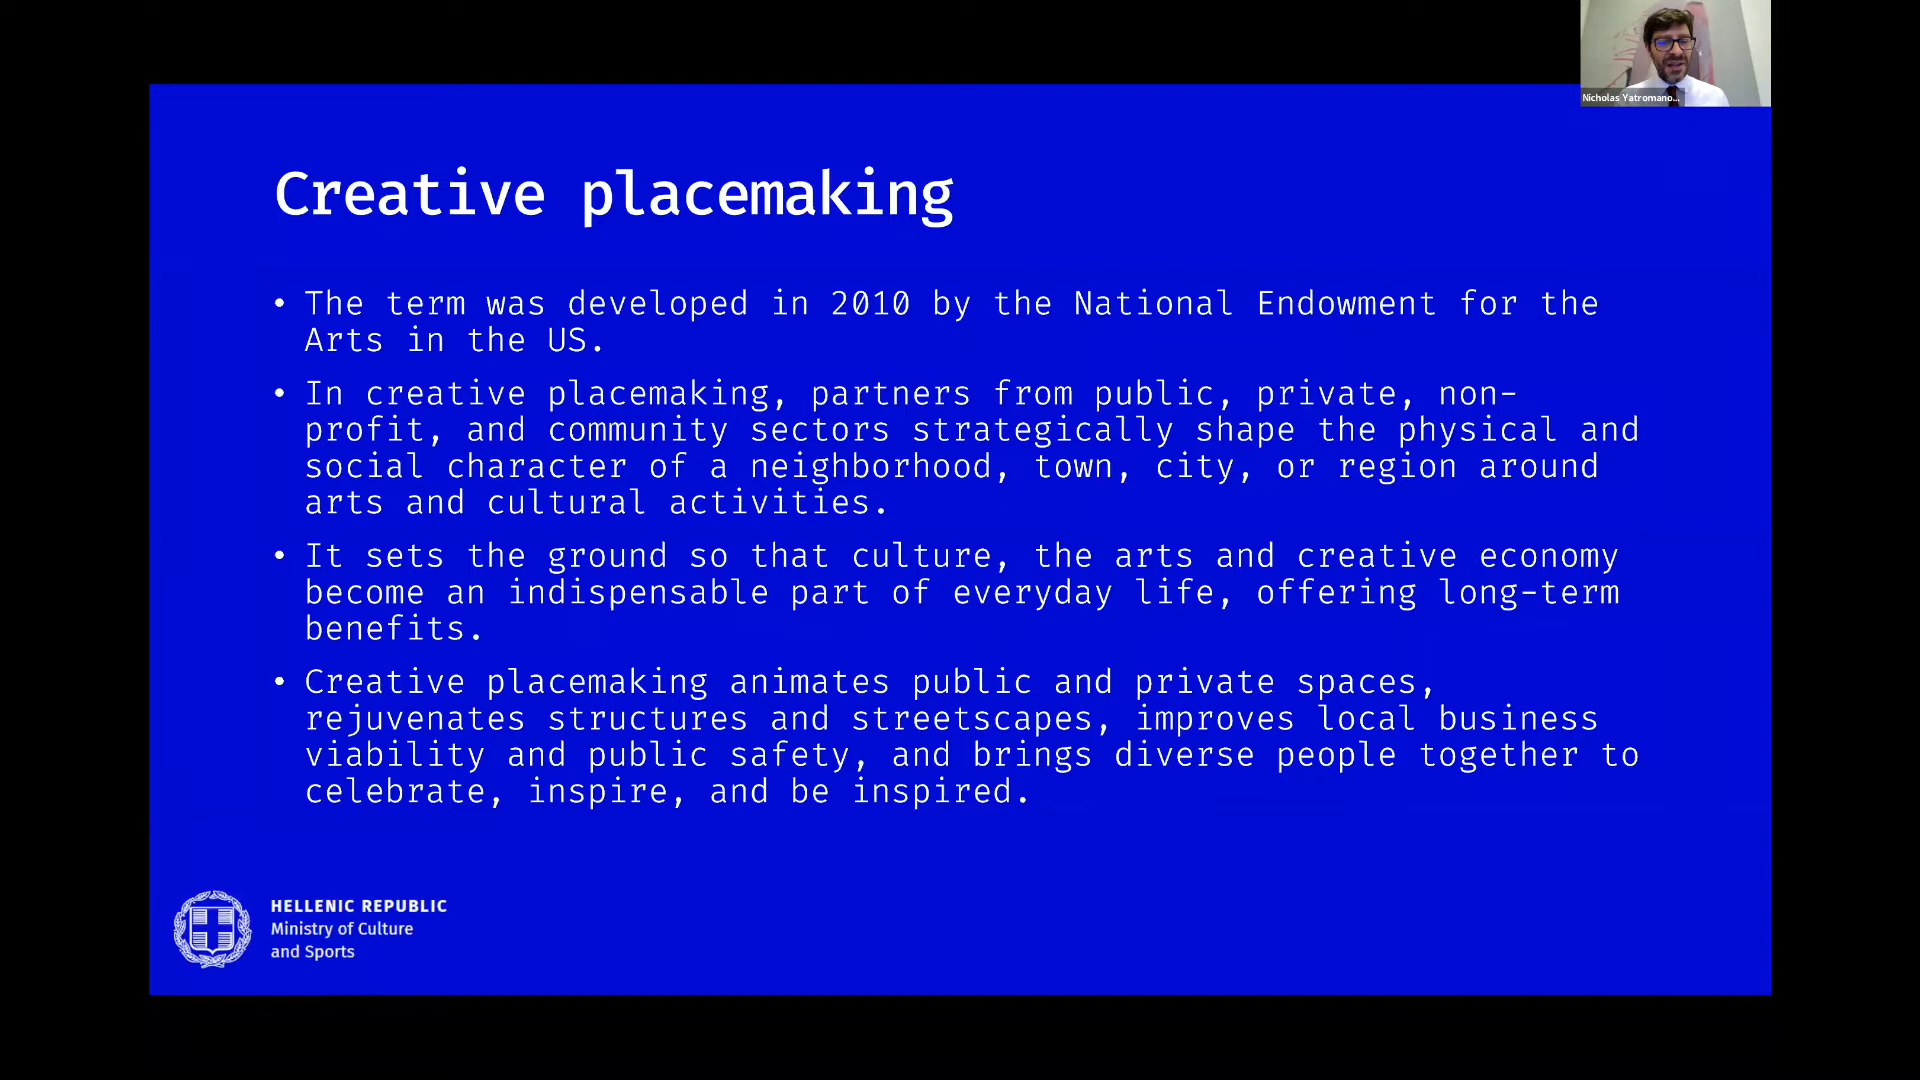 Nicholas Yatromano...
Creative placemaking
• The term was developed in 2010 by the National Endowment for the
Arts in the US.
• In creative placemaking, partners from public, private, non-
profit, and community sectors strategically shape the physical and
social character of a neighborhood, town, city, or region around
arts and cultural activities.
• It sets the ground so that culture, the arts and creative economy
become an indispensable part of everyday life, offering long-term
benefits.
• Creative placemaking animates public and private spaces,
rejuvenates structures and streetscapes, improves local business
viability and public safety, and brings diverse people together to
celebrate, inspire, and be inspired.
HELLENIC REPUBLIC
Ministry of Culture
and Sports